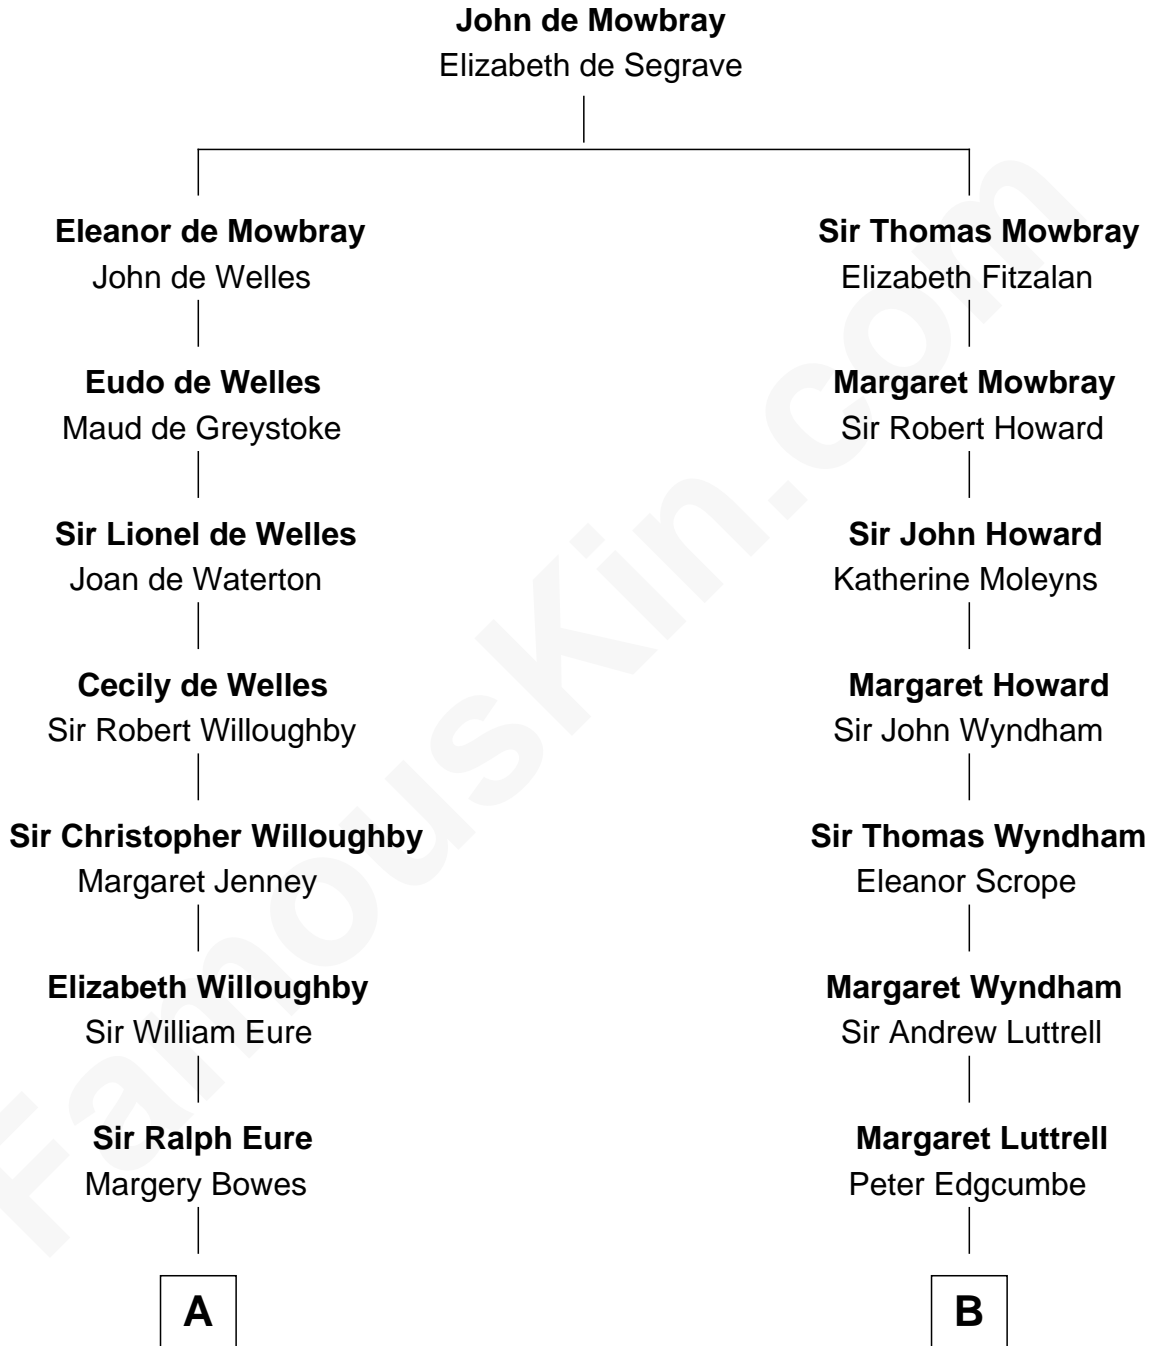 John de Mowbray
Elizabeth de Segrave
Eleanor de Mowbray
John de Welles
Eudo de Welles
Maud de Greystoke
Sir Lionel de Welles
Joan de Waterton
Cecily de Welles
Sir Robert Willoughby
Sir Christopher Willoughby
Margaret Jenney
Elizabeth Willoughby
Sir William Eure
Sir Ralph Eure
Margery Bowes
A
Sir Thomas Mowbray
Elizabeth Fitzalan
Margaret Mowbray
Sir Robert Howard
Sir John Howard
Katherine Moleyns
Margaret Howard
Sir John Wyndham
Sir Thomas Wyndham
Eleanor Scrope
Margaret Wyndham
Sir Andrew Luttrell
Margaret Luttrell
Peter Edgcumbe
B
FamousKin.com